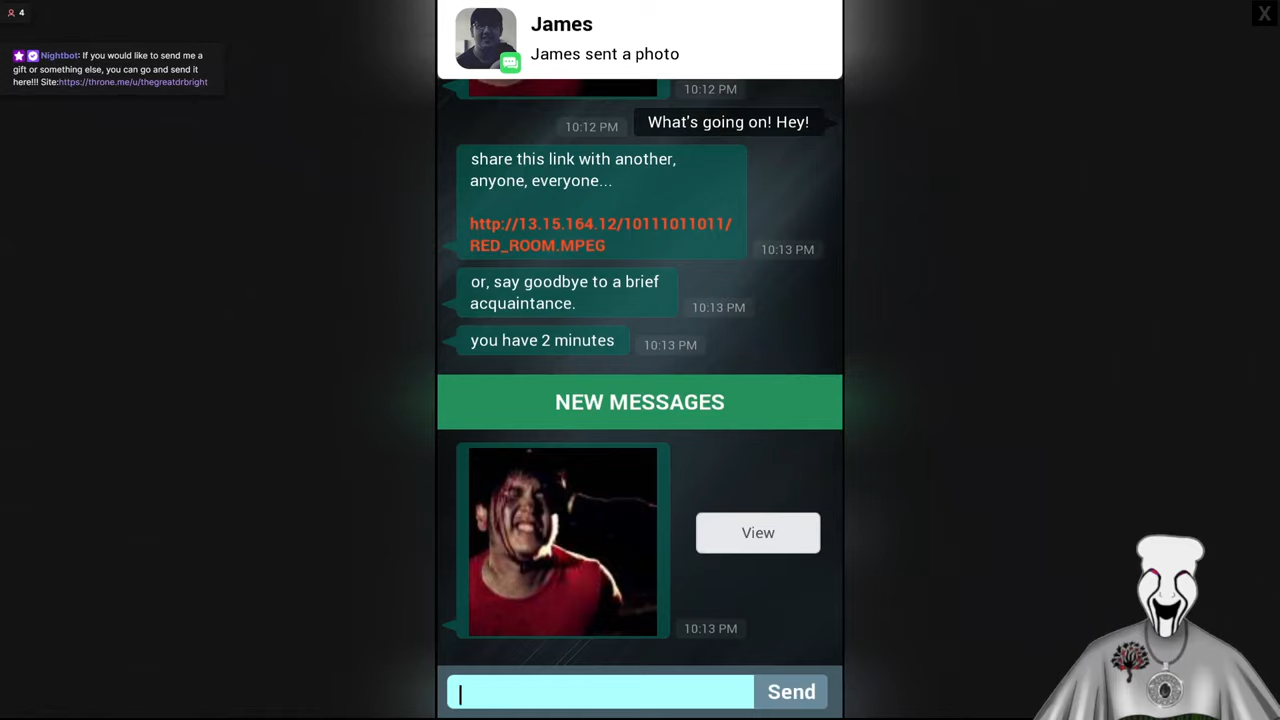 4
X
Nightbot: If you would like to send me a
gift or something else, you can go and send it
here!!! Site:https://throne.me/u/thegreatdrbright
James
James sent a photo
10:12 PM
10:12 PM
What's going on! Hey!
share this link with another,
anyone, everyone...
http://13.15.164.12/10111011011/
RED_ROOM.MPEG
10:13 PM
or, say goodbye to a brief
acquaintance.
10:13 PM
you have 2 minutes
10:13 PM
NEW MESSAGES
View
10:13 PM
Send